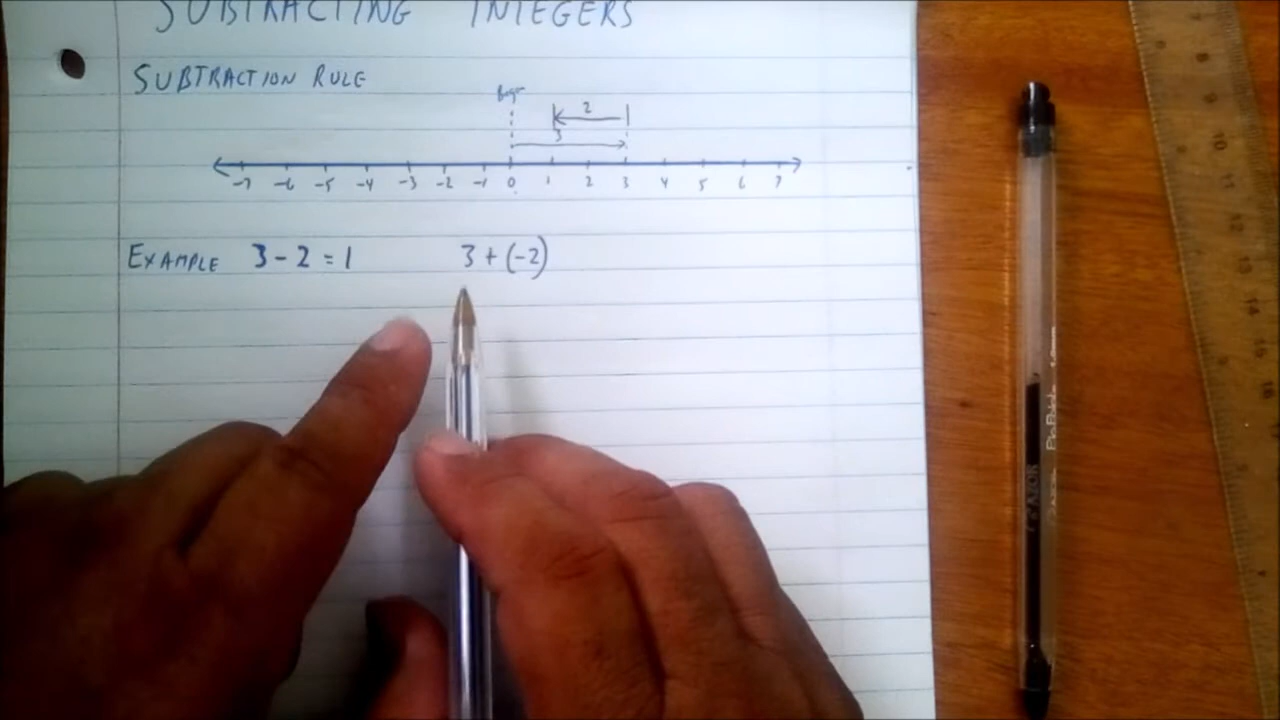 SUBTRACTING INTEGERS
SUBTRACTION RULE
Begin
2
3
-7 -6 -5 -4 -3 -2 -1 0 1 2 3 4 5 6 7
EXAMPLE 3 - 2 = 1 3 + (-2)